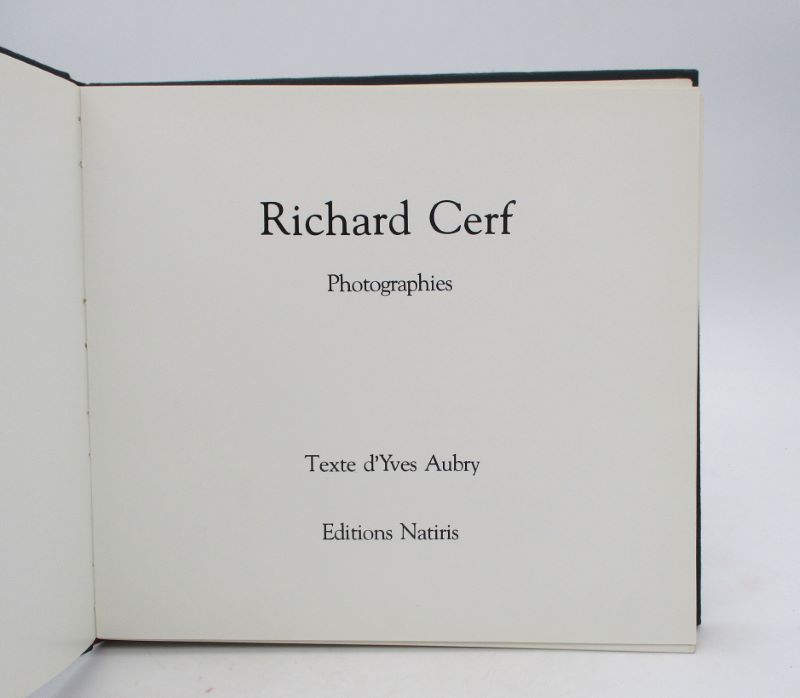 Richard Cerf
Photographies
Texte d'Yves Aubry
Editions Natiris